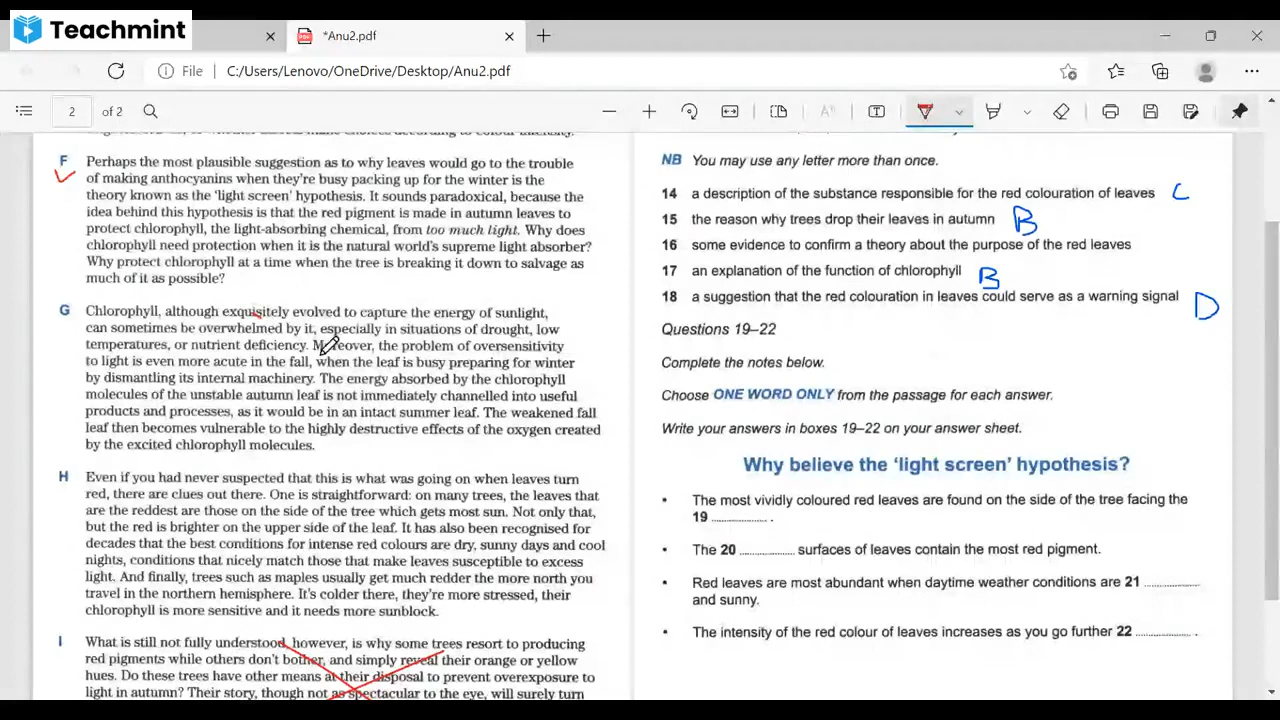 Teachmint
*Anu2.pdf
File C:/Users/Lenovo/OneDrive/Desktop/Anu2.pdf
2 of 2
F Perhaps the most plausible suggestion as to why leaves would go to the trouble
of making anthocyanins when they're busy packing up for the winter is the
theory known as the 'light screen' hypothesis. It sounds paradoxical, because the
idea behind this hypothesis is that the red pigment is made in autumn leaves to
protect chlorophyll, the light-absorbing chemical, from too much light. Why does
chlorophyll need protection when it is the natural world's supreme light absorber?
Why protect chlorophyll at a time when the tree is breaking it down to salvage as
much of it as possible?
G Chlorophyll, although exquisitely evolved to capture the energy of sunlight,
can sometimes be overwhelmed by it, especially in situations of drought, low
temperatures, or nutrient deficiency. Moreover, the problem of oversensitivity
to light is even more acute in the fall, when the leaf is busy preparing for winter
by dismantling its internal machinery. The energy absorbed by the chlorophyll
molecules of the unstable autumn leaf is not immediately channelled into useful
products and processes, as it would be in an intact summer leaf. The weakened fall
leaf then becomes vulnerable to the highly destructive effects of the oxygen created
by the excited chlorophyll molecules.
H Even if you had never suspected that this is what was going on when leaves turn
red, there are clues out there. One is straightforward: on many trees, the leaves that
are the reddest are those on the side of the tree which gets most sun. Not only that,
but the red is brighter on the upper side of the leaf. It has also been recognised for
decades that the best conditions for intense red colours are dry, sunny days and cool
nights, conditions that nicely match those that make leaves susceptible to excess
light. And finally, trees such as maples usually get much redder the more north you
travel in the northern hemisphere. It's colder there, they're more stressed, their
chlorophyll is more sensitive and it needs more sunblock.
I What is still not fully understood, however, is why some trees resort to producing
red pigments while others don't bother, and simply reveal their orange or yellow
hues. Do these trees have other means at their disposal to prevent overexposure to
light in autumn? Their story, though not as spectacular to the eye, will surely turn
NB You may use any letter more than once.
14 a description of the substance responsible for the red colouration of leaves C
15 the reason why trees drop their leaves in autumn B
16 some evidence to confirm a theory about the purpose of the red leaves
17 an explanation of the function of chlorophyll B
18 a suggestion that the red colouration in leaves could serve as a warning signal D
Questions 19–22
Complete the notes below.
Choose ONE WORD ONLY from the passage for each answer.
Write your answers in boxes 19–22 on your answer sheet.
Why believe the 'light screen' hypothesis?
• The most vividly coloured red leaves are found on the side of the tree facing the
19 ............... .
• The 20 ............... surfaces of leaves contain the most red pigment.
• Red leaves are most abundant when daytime weather conditions are 21 ...............
and sunny.
• The intensity of the red colour of leaves increases as you go further 22 ............... .